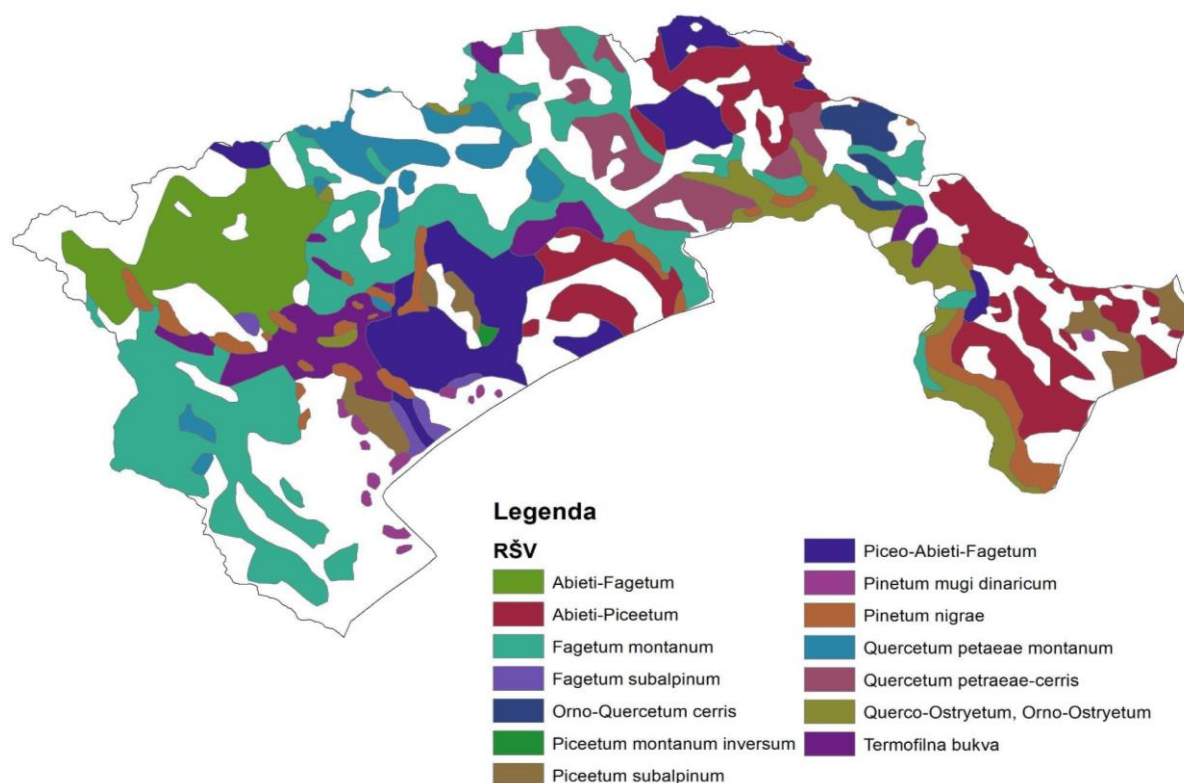 Legenda
RŠV
Abieti-Fagetum
Abieti-Piceetum
Fagetum montanum
Fagetum subalpinum
Orno-Quercetum cerris
Piceetum montanum inversum
Piceetum subalpinum
Piceo-Abieti-Fagetum
Pinetum mugi dinaricum
Pinetum nigrae
Quercetum petaeae montanum
Quercetum petraeae-cerris
Querco-Ostryetum, Orno-Ostryetum
Termofilna bukva